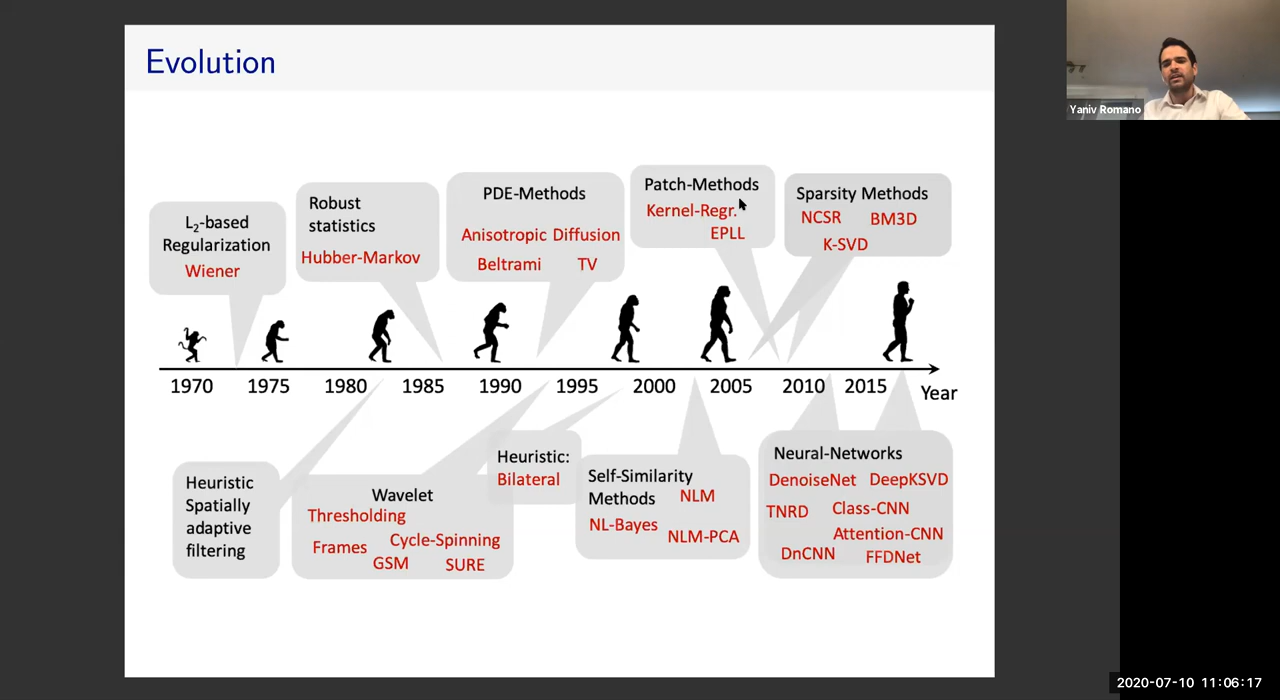 Evolution
Yaniv Romano
L2-based
Regularization
Wiener
Robust
statistics
Hubber-Markov
PDE-Methods
Anisotropic Diffusion
Beltrami TV
Patch-Methods
Kernel-Regr.
EPLL
Sparsity Methods
NCSR BM3D
K-SVD
1970 1975 1980 1985 1990 1995 2000 2005 2010 2015 Year
Heuristic
Spatially
adaptive
filtering
Wavelet
Thresholding
Frames Cycle-Spinning
GSM SURE
Heuristic:
Bilateral
Self-Similarity
Methods NLM
NL-Bayes
NLM-PCA
Neural-Networks
DenoiseNet DeepKSVD
TNRD Class-CNN
Attention-CNN
DnCNN FFDNet
2020-07-10 11:06:17